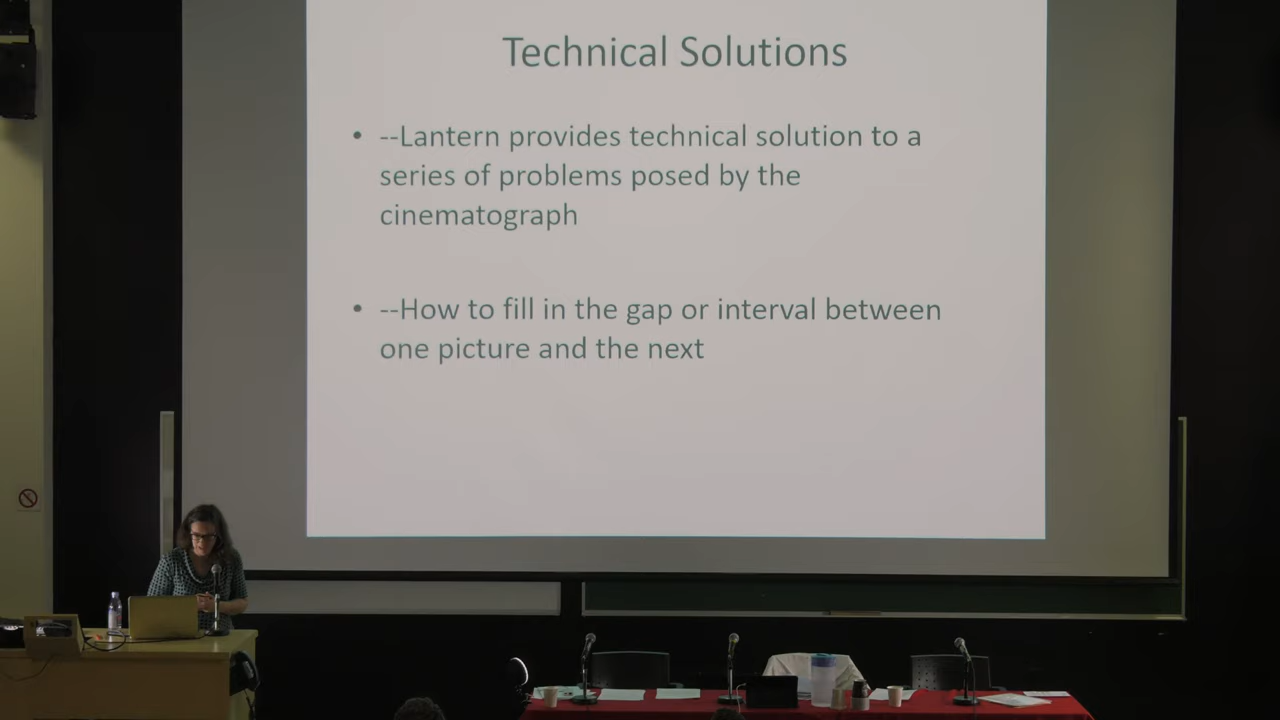 Technical Solutions
• --Lantern provides technical solution to a
series of problems posed by the
cinematograph
• --How to fill in the gap or interval between
one picture and the next